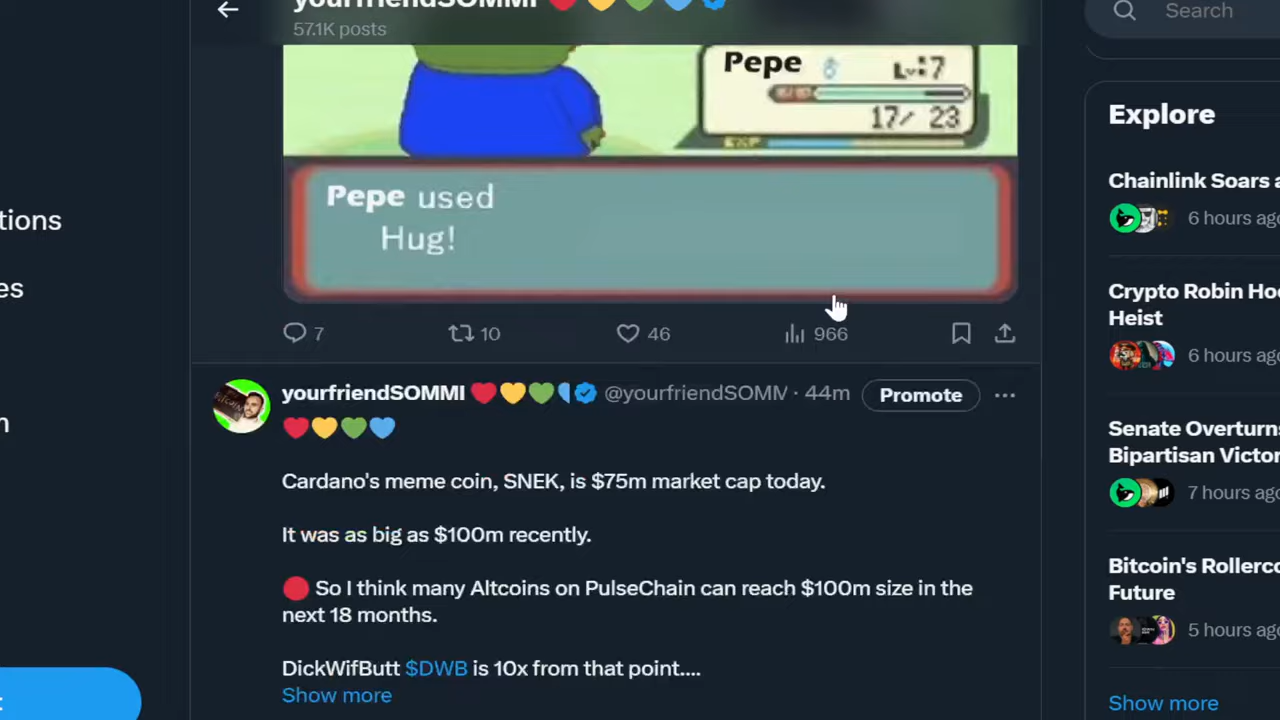 yourfriendSOMMI
57.1K posts
Search
Pepe Lv:7
17/ 23
Pepe used
Hug!
7 10 46 966
yourfriendSOMMI @yourfriendSOMM · 44m Promote
Cardano's meme coin, SNEK, is $75m market cap today.
It was as big as $100m recently.
So I think many Altcoins on PulseChain can reach $100m size in the
next 18 months.
DickWifButt $DWB is 10x from that point....
Show more
tions
es
Explore
Chainlink Soars a
6 hours ago
Crypto Robin Hoo
Heist
6 hours ago
Senate Overturns
Bipartisan Victor
7 hours ago
Bitcoin's Rollerco
Future
5 hours ago
Show more